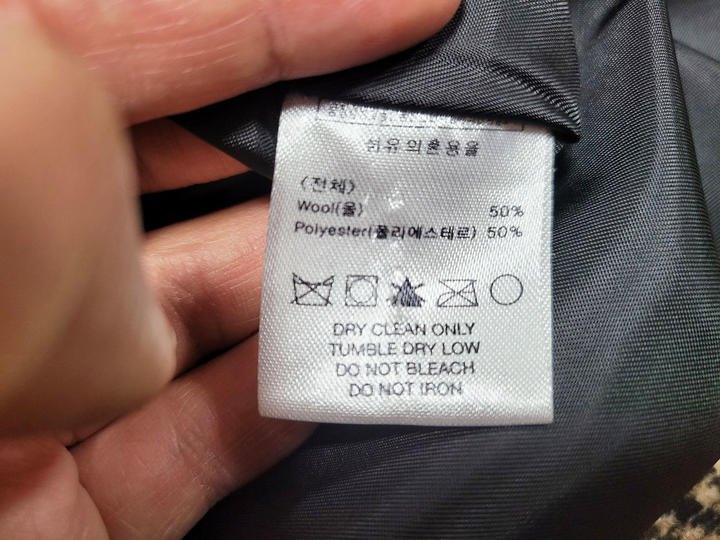 섬유의혼용율
〈전체〉
Wool(울) 50%
Polyester(폴리에스테르) 50%
DRY CLEAN ONLY
TUMBLE DRY LOW
DO NOT BLEACH
DO NOT IRON